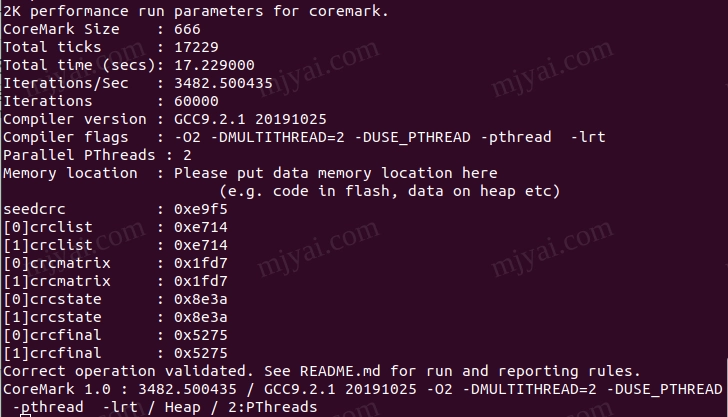 2K performance run parameters for coremark.
CoreMark Size    : 666
Total ticks      : 17229
Total time (secs): 17.229000
Iterations/Sec   : 3482.500435
Iterations       : 60000
Compiler version : GCC9.2.1 20191025
Compiler flags   : -O2 -DMULTITHREAD=2 -DUSE_PTHREAD -pthread  -lrt
Parallel PThreads : 2
Memory location  : Please put data memory location here
                        (e.g. code in flash, data on heap etc)
seedcrc          : 0xe9f5
[0]crclist       : 0xe714
[1]crclist       : 0xe714
[0]crcmatrix     : 0x1fd7
[1]crcmatrix     : 0x1fd7
[0]crcstate      : 0x8e3a
[1]crcstate      : 0x8e3a
[0]crcfinal      : 0x5275
[1]crcfinal      : 0x5275
Correct operation validated. See README.md for run and reporting rules.
CoreMark 1.0 : 3482.500435 / GCC9.2.1 20191025 -O2 -DMULTITHREAD=2 -DUSE_PTHREAD
 -pthread  -lrt / Heap / 2:PThreads
mjyai.com
mjyai.com
mjyai.com
mjyai.com
mjyai.com
mjyai.com